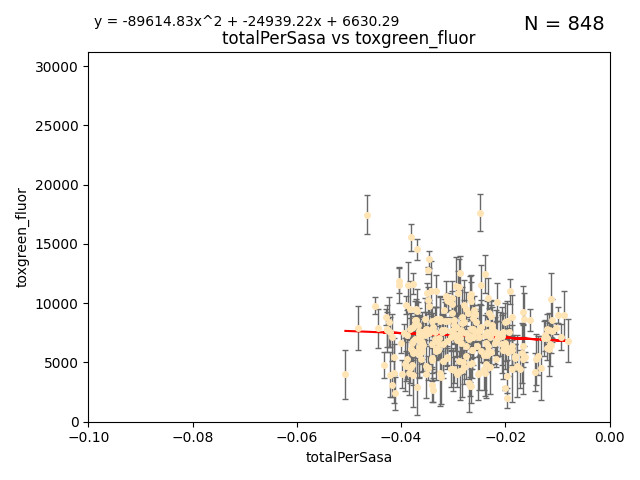 y = -89614.83x^2 + -24939.22x + 6630.29
N = 848
totalPerSasa vs toxgreen_fluor
30000
25000
20000
15000
10000
5000
0
toxgreen_fluor
−0.10
−0.08
−0.06
−0.04
−0.02
0.00
totalPerSasa